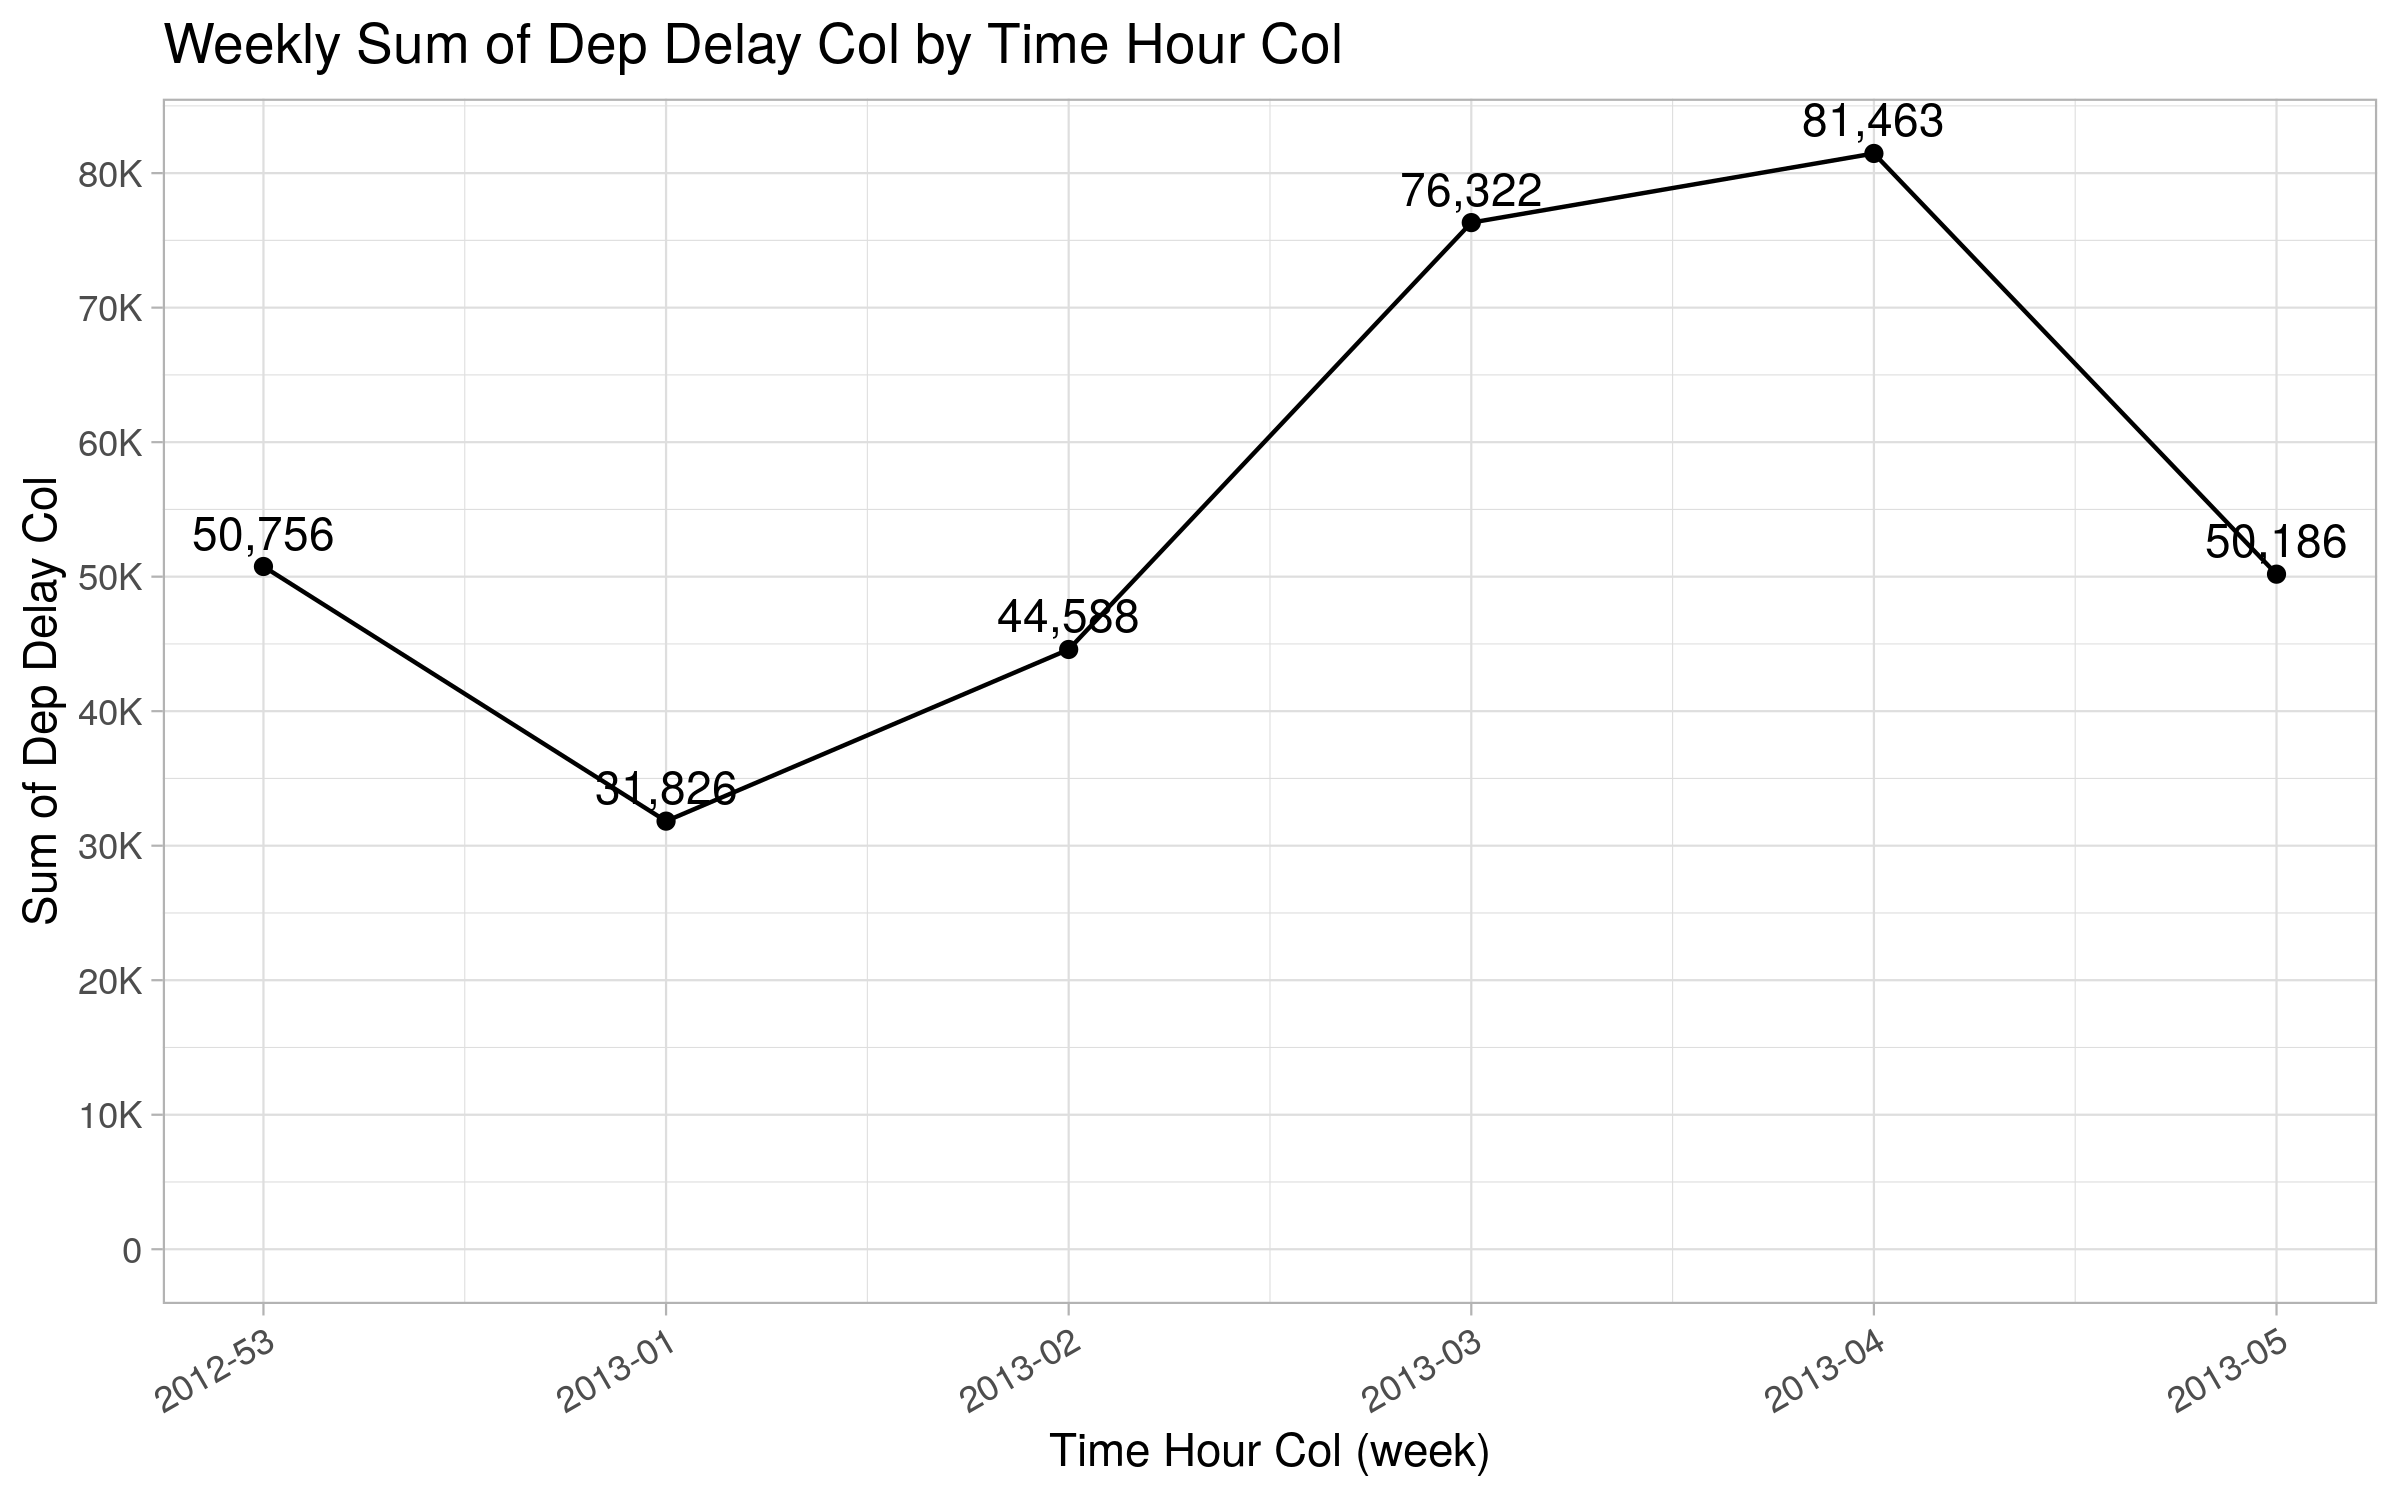 Weekly Sum of Dep Delay Col by Time Hour Col
Sum of Dep Delay Col
80K
70K
60K
50K
40K
30K
20K
10K
0
50,756
31,826
44,588
76,322
81,463
50,186
2012-53
2013-01
2013-02
2013-03
2013-04
2013-05
Time Hour Col (week)